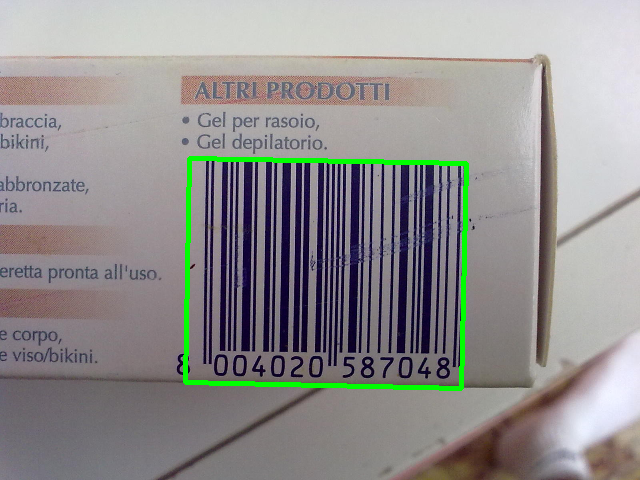 braccia,
bikini,
abbronzate,
ria.
eretta pronta all'uso.
e corpo,
e viso/bikini.
ALTRI PRODOTTI
• Gel per rasoio,
• Gel depilatorio.
8 004020 587048